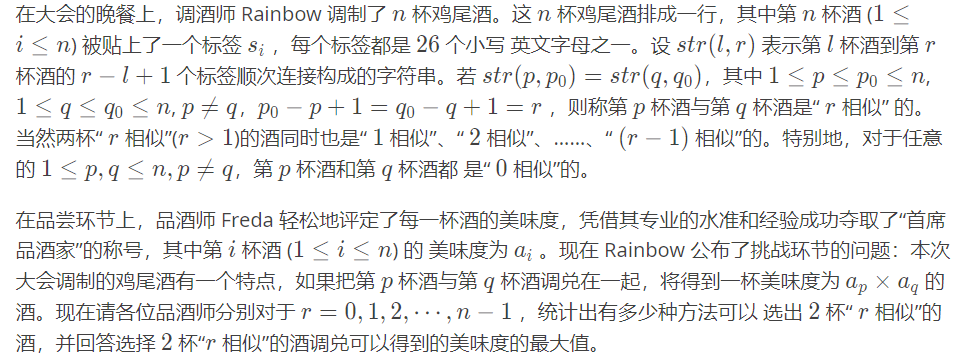 在大会的晚餐上，调酒师 Rainbow 调制了 n 杯鸡尾酒。这 n 杯鸡尾酒排成一行，其中第 n 杯酒 (1 ≤
i ≤ n) 被贴上了一个标签 s_i ，每个标签都是 26 个小写 英文字母之一。设 str(l, r) 表示第 l 杯酒到第 r
杯酒的 r − l + 1 个标签顺次连接构成的字符串。若 str(p, p_0) = str(q, q_0)，其中 1 ≤ p ≤ p_0 ≤ n,
1 ≤ q ≤ q_0 ≤ n, p ≠ q，p_0 − p + 1 = q_0 − q + 1 = r ，则称第 p 杯酒与第 q 杯酒是“ r 相似” 的。
当然两杯“ r 相似”(r > 1)的酒同时也是“ 1 相似”、“ 2 相似”、……、“ (r − 1) 相似”的。特别地，对于任意
的 1 ≤ p, q ≤ n, p ≠ q，第 p 杯酒和第 q 杯酒都 是“ 0 相似”的。
在品尝环节上，品酒师 Freda 轻松地评定了每一杯酒的美味度，凭借其专业的水准和经验成功夺取了“首席
品酒家”的称号，其中第 i 杯酒 (1 ≤ i ≤ n) 的 美味度为 a_i 。现在 Rainbow 公布了挑战环节的问题：本次
大会调制的鸡尾酒有一个特点，如果把第 p 杯酒与第 q 杯酒调兑在一起，将得到一杯美味度为 a_p × a_q 的
酒。现在请各位品酒师分别对于 r = 0, 1, 2, ⋯ , n − 1 ，统计出有多少种方法可以 选出 2 杯“ r 相似”的
酒，并回答选择 2 杯“r 相似”的酒调兑可以得到的美味度的最大值。